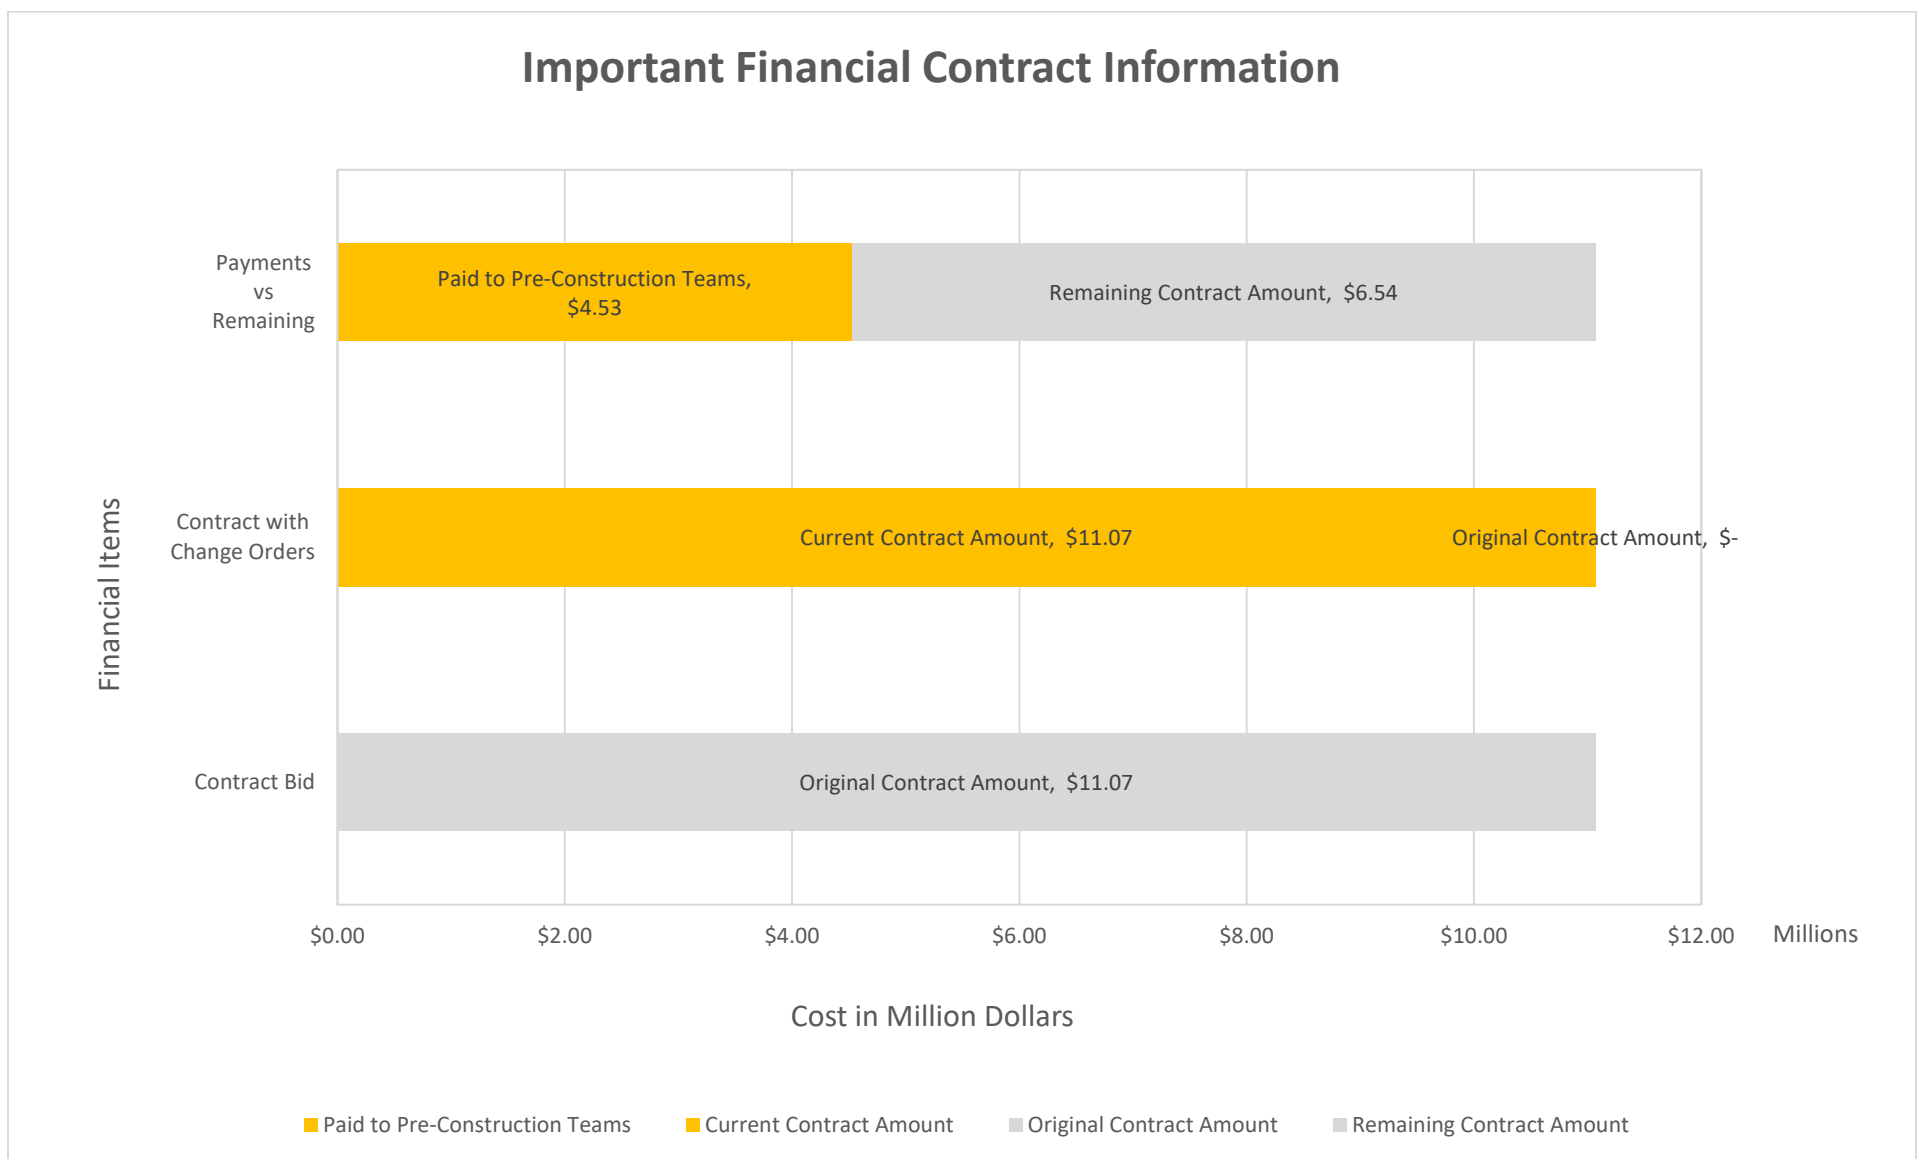 Important Financial Contract Information
Payments
vs
Remaining
Paid to Pre-Construction Teams,
$4.53
Remaining Contract Amount,  $6.54
Financial Items
Contract with
Change Orders
Current Contract Amount,  $11.07
Original Contract Amount,  $-
Contract Bid
Original Contract Amount,  $11.07
$0.00 $2.00 $4.00 $6.00 $8.00 $10.00 $12.00 Millions
Cost in Million Dollars
Paid to Pre-Construction Teams Current Contract Amount Original Contract Amount Remaining Contract Amount